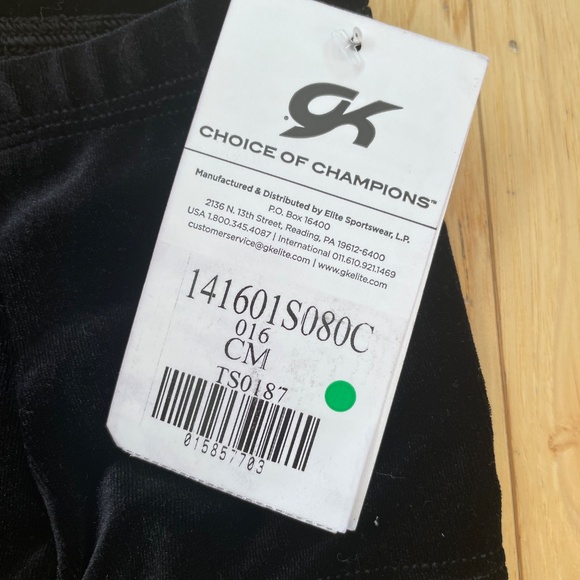 GK
CHOICE OF CHAMPIONS™
Manufactured & Distributed by Elite Sportswear, L.P.
P.O. Box 16400
2136 N. 13th Street, Reading, PA 19612-6400
USA 1.800.345.4087 | International 011.610.921.1469
customerservice@gkelite.com | www.gkelite.com
141601S080C
016
CM
TS0187
015857703